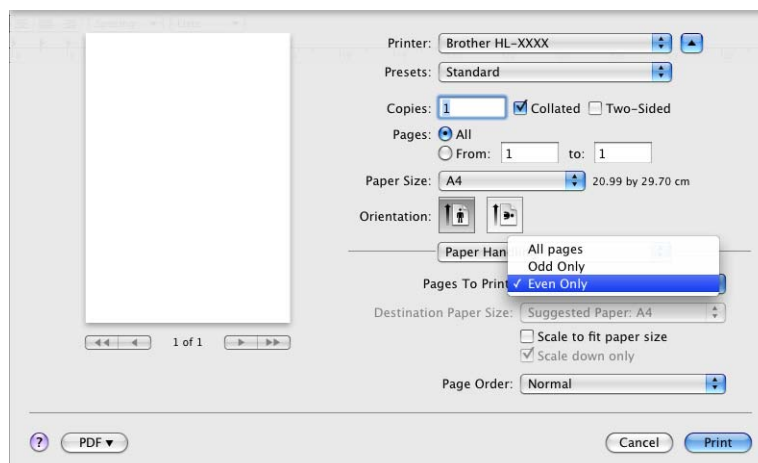 Printer: Brother HL-XXXX
Presets: Standard
Copies: 1 Collated Two-Sided
Pages: All
From: 1 to: 1
Paper Size: A4 20.99 by 29.70 cm
Orientation:
Paper Han
All pages
Odd Only
Pages To Print ✓ Even Only
Destination Paper Size: Suggested Paper: A4
Scale to fit paper size
Scale down only
1 of 1
Page Order: Normal
? PDF ▼ Cancel Print